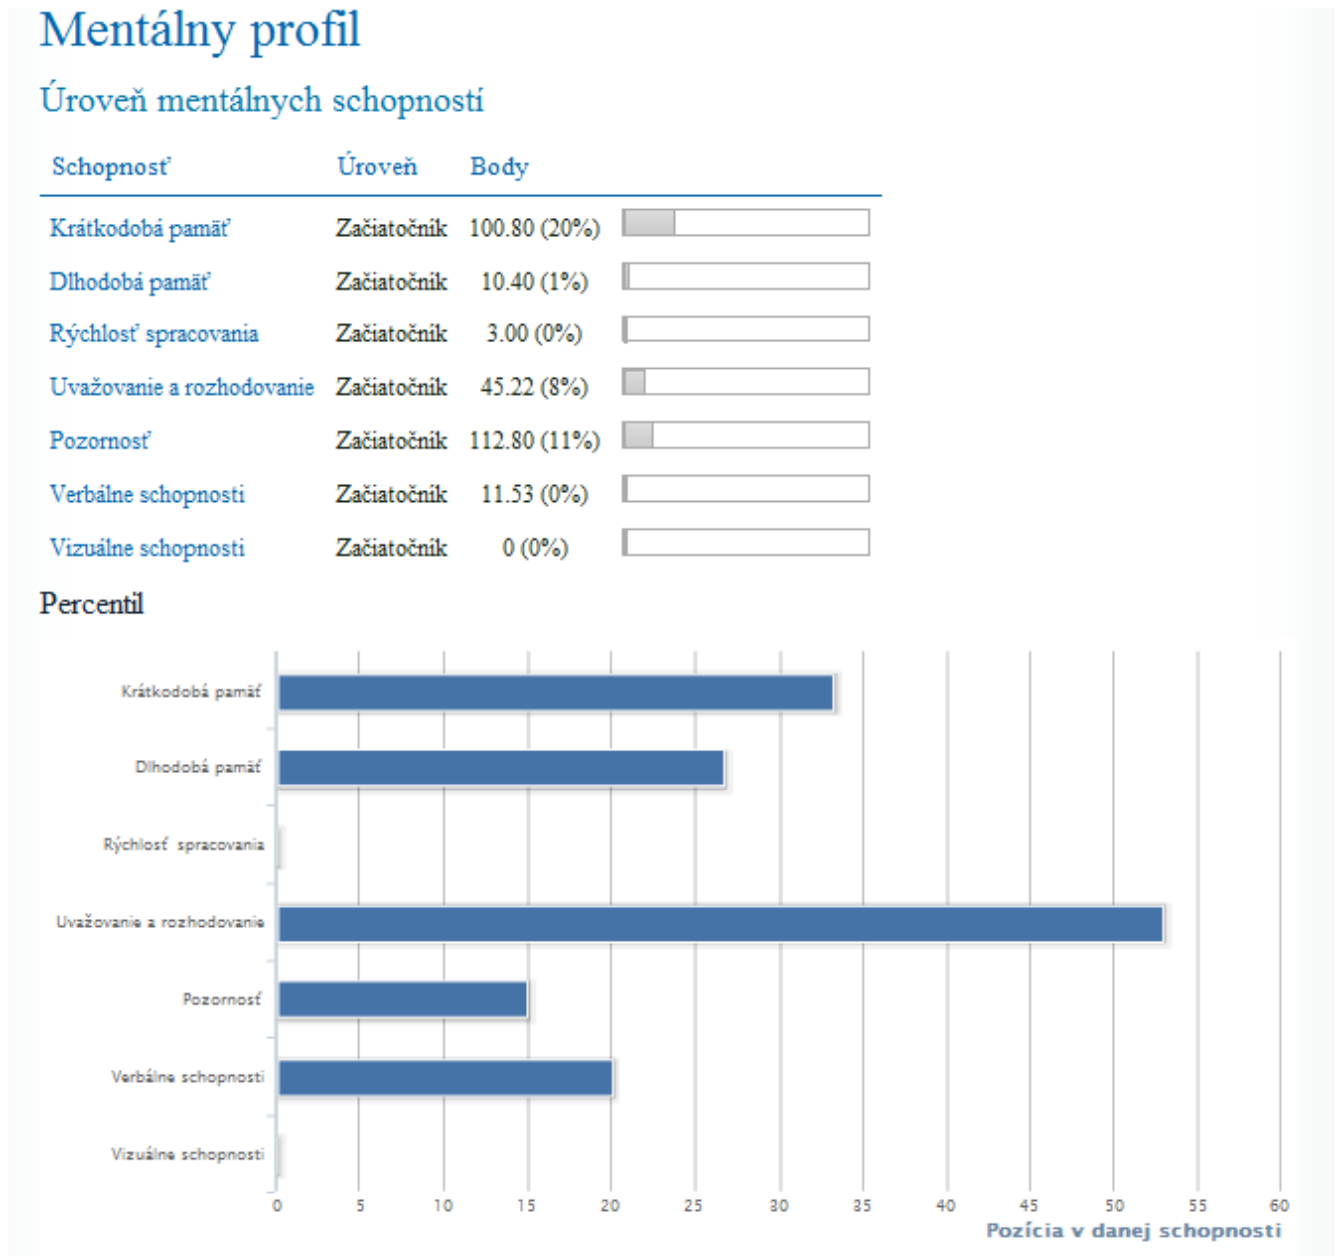 Mentálny profil
Úroveň mentálnych schopností
Schopnosť Úroveň Body
Krátkodobá pamäť Začiatočník 100.80 (20%)
Dlhodobá pamäť Začiatočník 10.40 (1%)
Rýchlosť spracovania Začiatočník 3.00 (0%)
Uvažovanie a rozhodovanie Začiatočník 45.22 (8%)
Pozornosť Začiatočník 112.80 (11%)
Verbálne schopnosti Začiatočník 11.53 (0%)
Vizuálne schopnosti Začiatočník 0 (0%)
Percentil
Krátkodobá pamäť
Dlhodobá pamäť
Rýchlosť spracovania
Uvažovanie a rozhodovanie
Pozornosť
Verbálne schopnosti
Vizuálne schopnosti
0 5 10 15 20 25 30 35 40 45 50 55 60
Pozícia v danej schopnosti